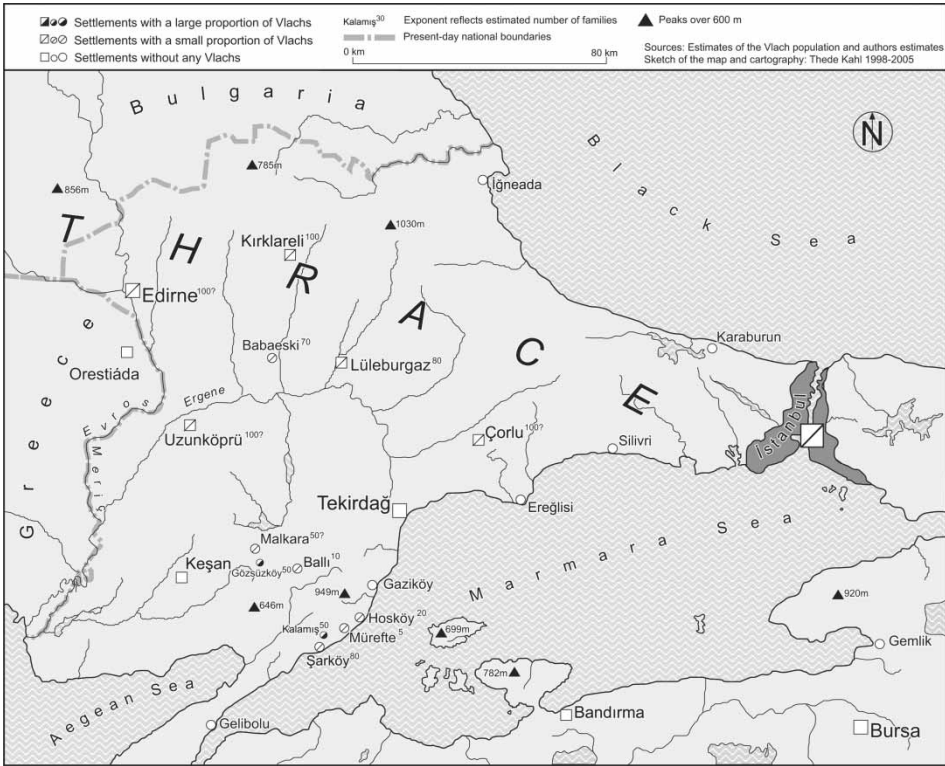 Settlements with a large proportion of Vlachs
Settlements with a small proportion of Vlachs
Settlements without any Vlachs
Kalamış³⁰ Exponent reflects estimated number of families
Present-day national boundaries
0 km 80 km
Peaks over 600 m
Sources: Estimates of the Vlach population and authors estimates
Sketch of the map and cartography: Thede Kahl 1998-2005
Bulgaria
N
Black Sea
785m
856m
İğneada
THRACE
1030m
Kırklareli¹⁰⁰
Edirne¹⁰⁰?
Greece
Karaburun
Babaeski⁷⁰
Orestiáda
Lüleburgaz⁸⁰
Ergene
Evros
Meriç
Uzunköprü¹⁰⁰?
Çorlu¹⁰⁰?
Silivri
İstanbul
Tekirdağ
Ereğlisi
Marmara Sea
Malkara⁵⁰?
Gözsüzköy⁵⁰
Ballı¹⁰
Keşan
Gaziköy
949m
646m
920m
Hosköy²⁰
Kalamış⁵⁰
Mürefte⁵
699m
Şarköy⁸⁰
Gemlik
782m
Aegean Sea
Gelibolu
Bandırma
Bursa